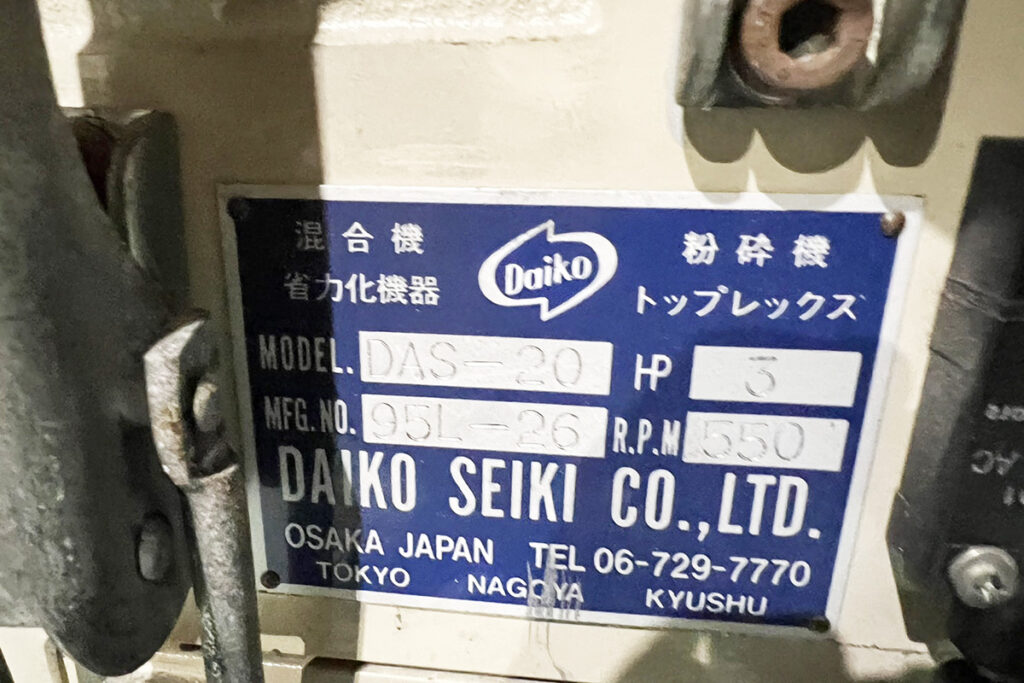 混合機
Daiko
粉砕機
省力化機器
トップレックス
MODEL. DAS-20 HP 3
MFG.NO. 95L-26 R.P.M 550
DAIKO SEIKI CO.,LTD.
OSAKA JAPAN TEL 06-729-7770
TOKYO NAGOYA KYUSHU
AC